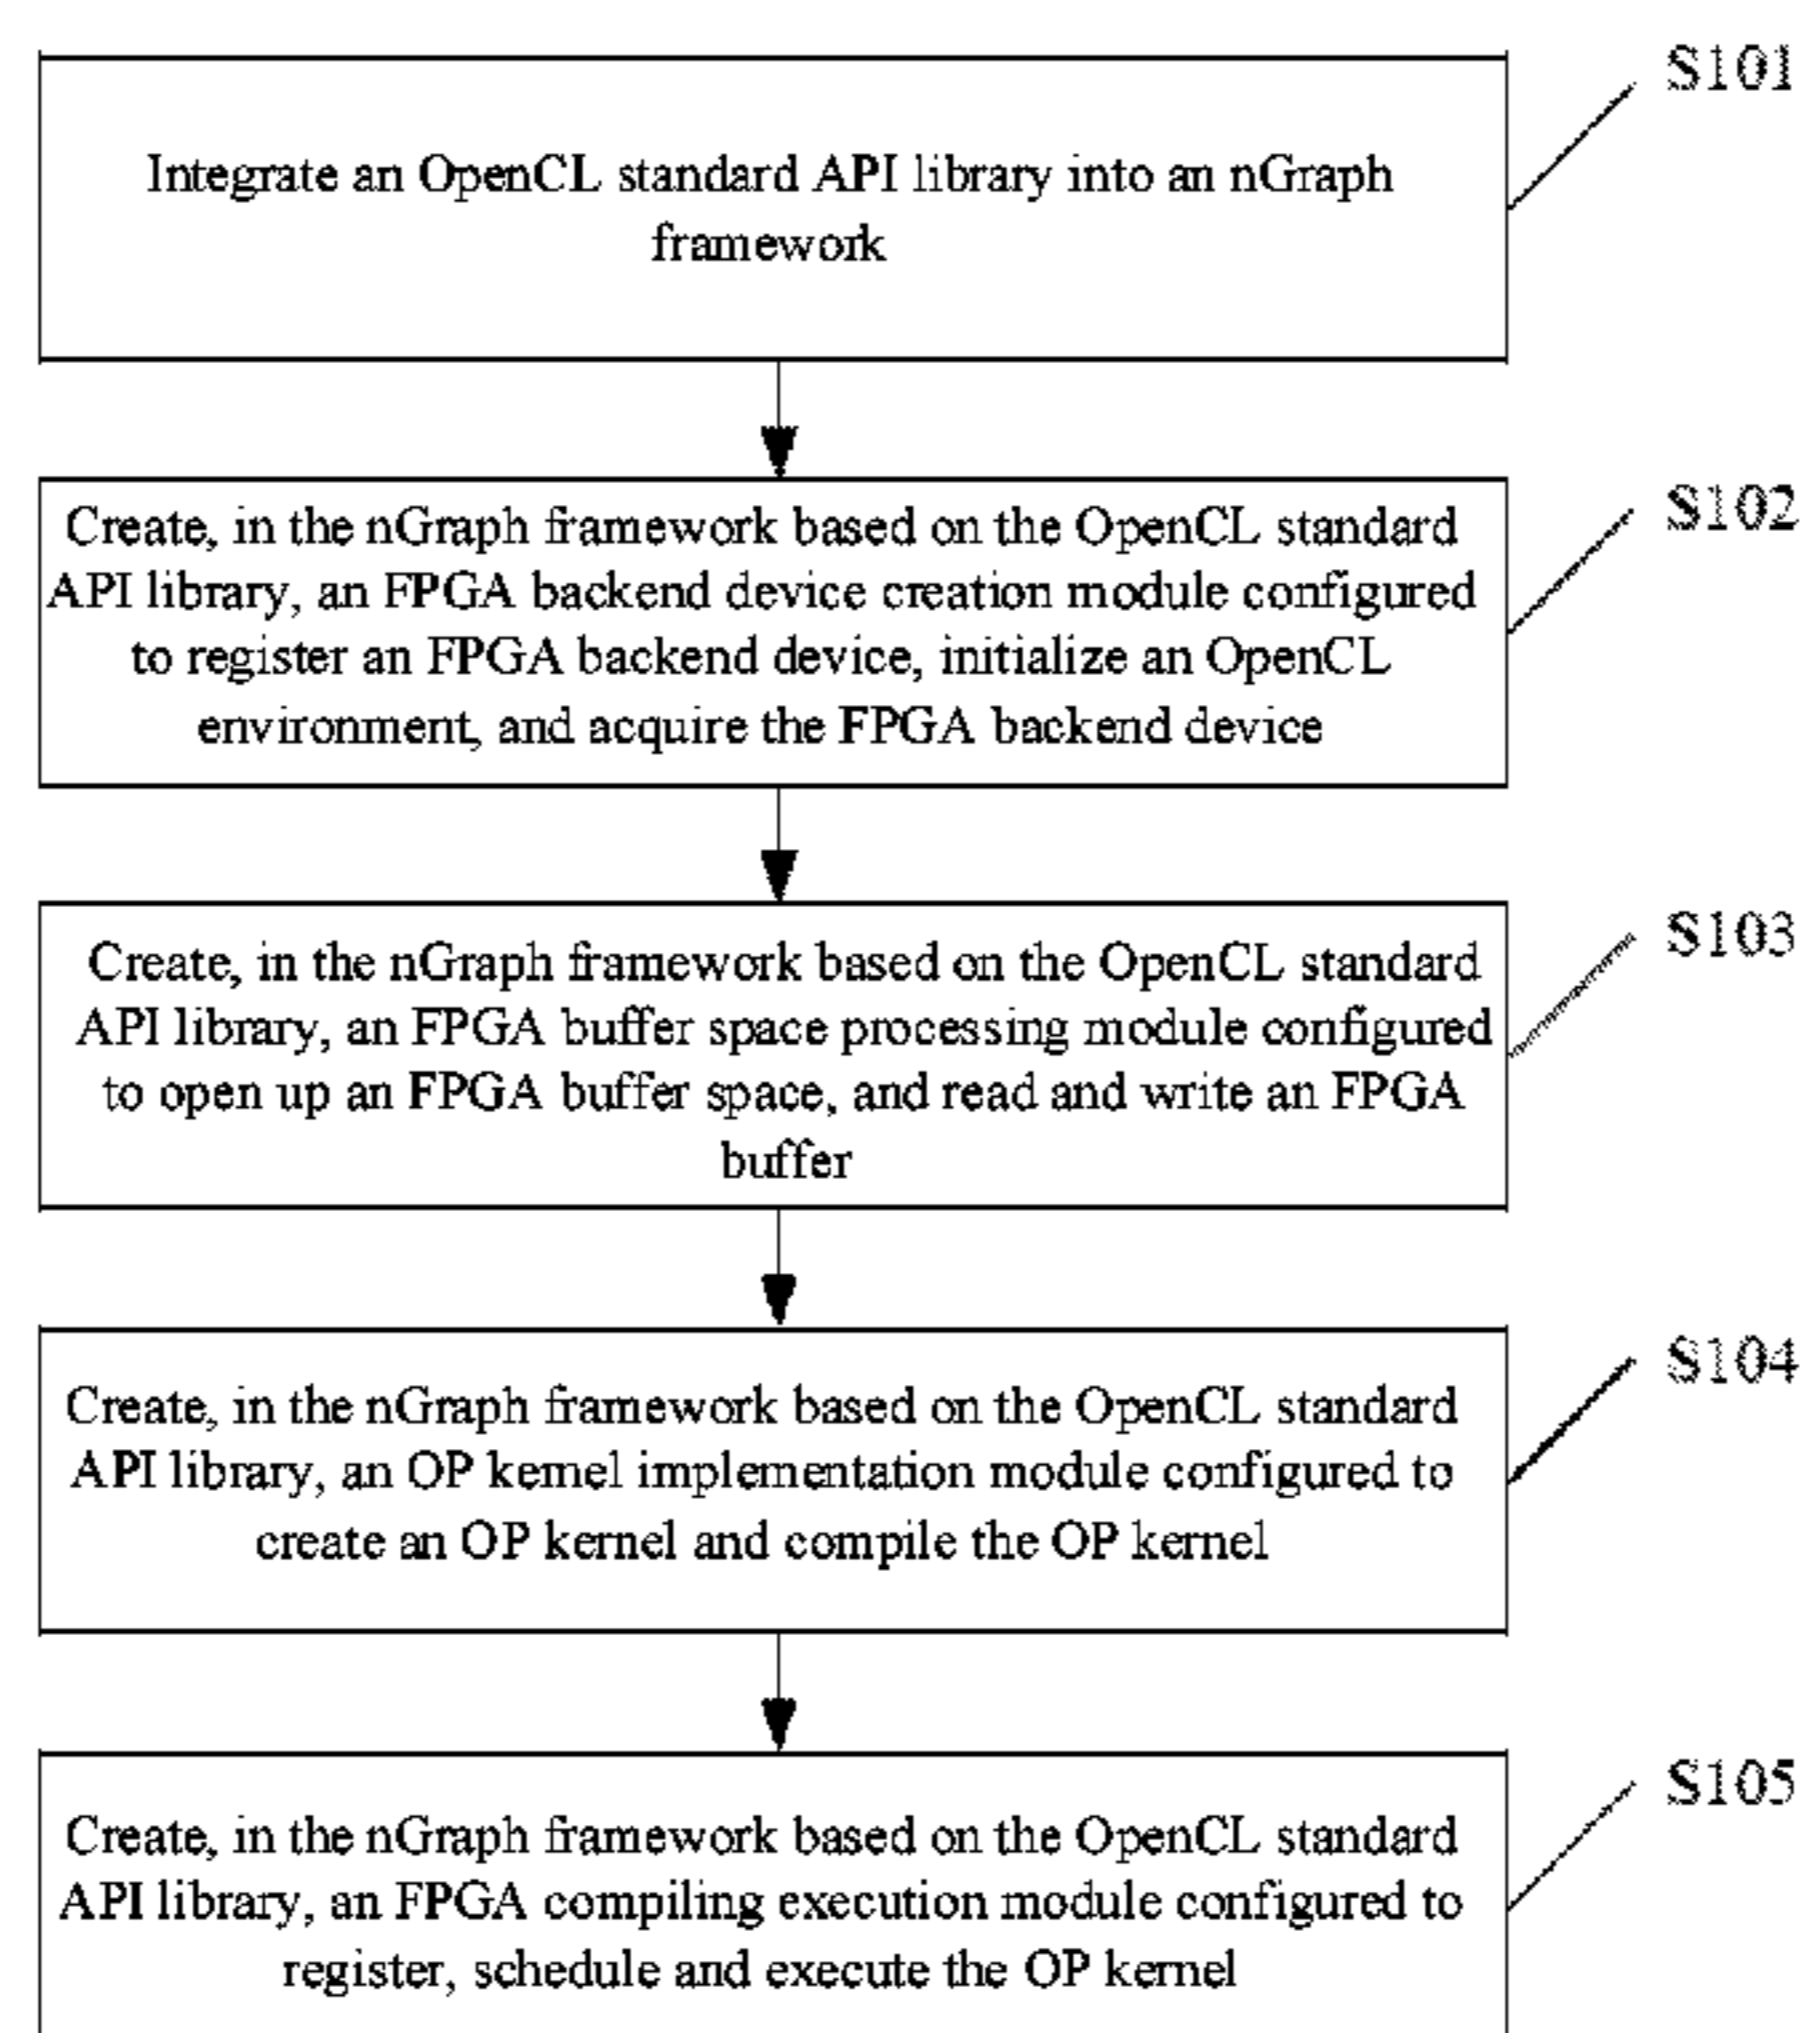 S101
Integrate an OpenCL standard API library into an nGraph
framework
S102
Create, in the nGraph framework based on the OpenCL standard
API library, an FPGA backend device creation module configured
to register an FPGA backend device, initialize an OpenCL
environment, and acquire the FPGA backend device
S103
Create, in the nGraph framework based on the OpenCL standard
API library, an FPGA buffer space processing module configured
to open up an FPGA buffer space, and read and write an FPGA
buffer
S104
Create, in the nGraph framework based on the OpenCL standard
API library, an OP kernel implementation module configured to
create an OP kernel and compile the OP kernel
S105
Create, in the nGraph framework based on the OpenCL standard
API library, an FPGA compiling execution module configured to
register, schedule and execute the OP kernel